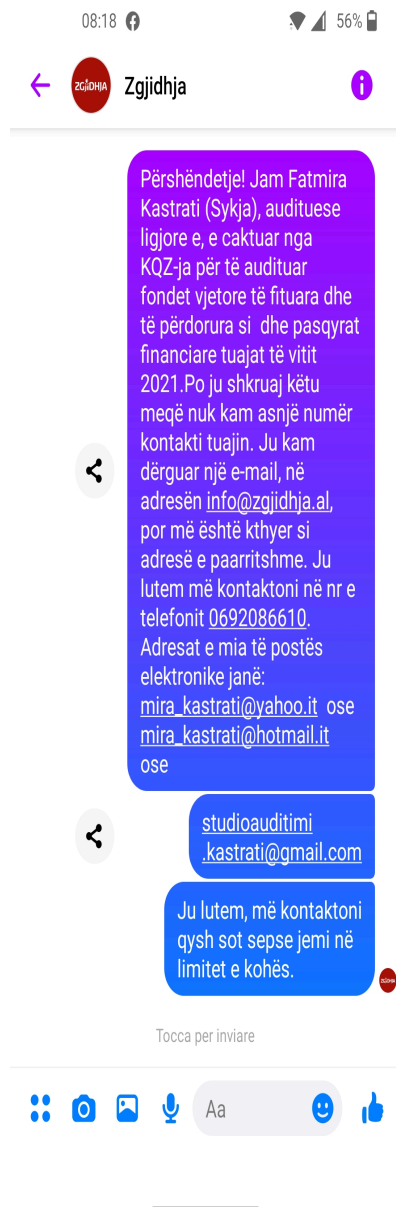 08:18
56%
ZGJIDHJA
Zgjidhja
Përshëndetje! Jam Fatmira
Kastrati (Sykja), audituese
ligjore e, e caktuar nga
KQZ-ja për të audituar
fondet vjetore të fituara dhe
të përdorura si dhe pasqyrat
financiare tuajat të vitit
2021.Po ju shkruaj këtu
meqë nuk kam asnjë numër
kontakti tuajin. Ju kam
dërguar një e-mail, në
adresën info@zgjidhja.al,
por më është kthyer si
adresë e paarritshme. Ju
lutem më kontaktoni në nr e
telefonit 0692086610.
Adresat e mia të postës
elektronike janë:
mira_kastrati@yahoo.it ose
mira_kastrati@hotmail.it
ose
studioauditimi
.kastrati@gmail.com
Ju lutem, më kontaktoni
qysh sot sepse jemi në
limitet e kohës.
ZGJIDHJA
Tocca per inviare
Aa